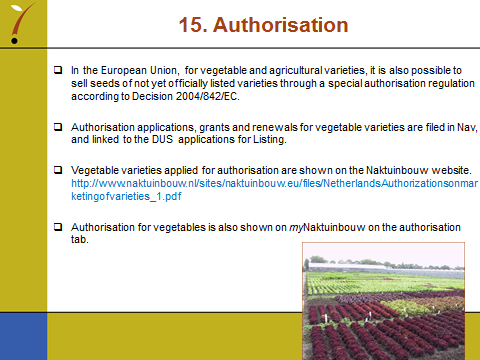 15. Authorisation
In the European Union, for vegetable and agricultural varieties, it is also possible to
sell seeds of not yet officially listed varieties through a special authorisation regulation
according to Decision 2004/842/EC.
Authorisation applications, grants and renewals for vegetable varieties are filed in Nav,
and linked to the DUS applications for Listing.
Vegetable varieties applied for authorisation are shown on the Naktuinbouw website.
http://www.naktuinbouw.nl/sites/naktuinbouw.eu/files/NetherlandsAuthorizationsonmar
ketingofvarieties_1.pdf
Authorisation for vegetables is also shown on myNaktuinbouw on the authorisation
tab.